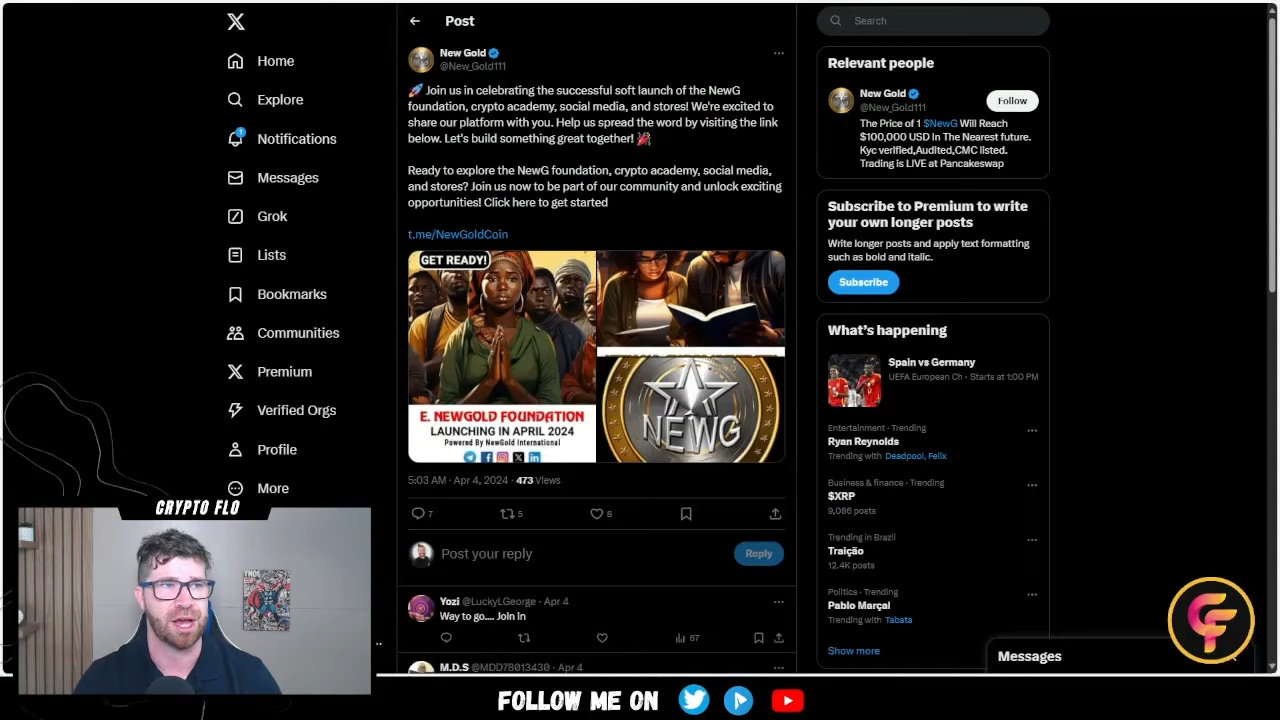 Home
Explore
1
Notifications
Messages
Grok
Lists
Bookmarks
Communities
Premium
Verified Orgs
Profile
More
CRYPTO FLO
Post
New Gold
@New_Gold111
🚀 Join us in celebrating the successful soft launch of the NewG
foundation, crypto academy, social media, and stores! We're excited to
share our platform with you. Help us spread the word by visiting the link
below. Let's build something great together! 🎉
Ready to explore the NewG foundation, crypto academy, social media,
and stores? Join us now to be part of our community and unlock exciting
opportunities! Click here to get started
t.me/NewGoldCoin
GET READY!
E. NEWGOLD FOUNDATION
LAUNCHING IN APRIL 2024
Powered By NewGold International
NEWG
5:03 AM · Apr 4, 2024 · 473 Views
7
5
8
Post your reply
Reply
Yozi @LuckyLGeorge · Apr 4
Way to go.... Join In
67
M.D.S @MDD78013430 · Apr 4
Search
Relevant people
New Gold
@New_Gold111
Follow
The Price of 1 $NewG Will Reach
$100,000 USD In The Nearest future.
Kyc verified,Audited,CMC listed.
Trading is LIVE at Pancakeswap
Subscribe to Premium to write
your own longer posts
Write longer posts and apply text formatting
such as bold and italic.
Subscribe
What's happening
Spain vs Germany
UEFA European Ch · Starts at 1:00 PM
Entertainment · Trending
Ryan Reynolds
Trending with Deadpool, Felix
Business & finance · Trending
$XRP
9,086 posts
Trending in Brazil
Traição
12.4K posts
Politics · Trending
Pablo Marçal
Trending with Tabata
Show more
Messages
FOLLOW ME ON